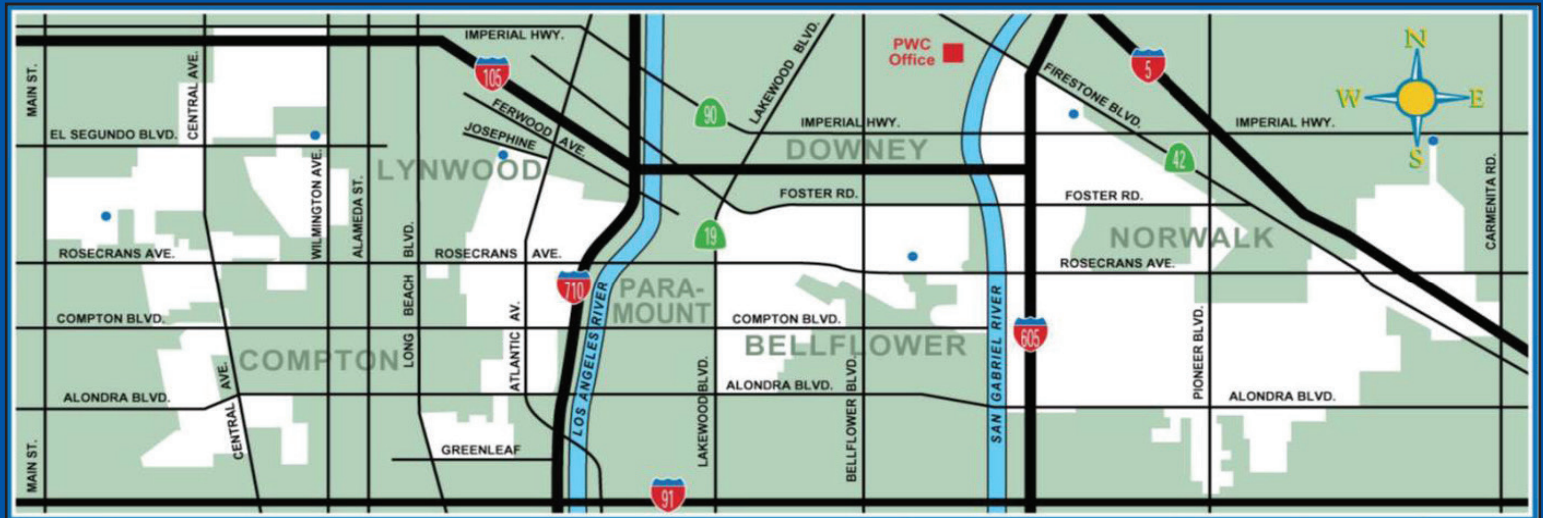 IMPERIAL HWY.
MAIN ST.
CENTRAL AVE.
105
LAKEWOOD BLVD.
PWC
Office
5
N
W
E
S
FIRESTONE BLVD.
90
FERWOOD AVE.
JOSEPHINE
EL SEGUNDO BLVD.
IMPERIAL HWY.
IMPERIAL HWY.
DOWNEY
LYNWOOD
42
WILMINGTON AVE.
ALAMEDA ST.
FOSTER RD.
FOSTER RD.
CARMENITA RD.
19
NORWALK
LONG BEACH BLVD.
ROSECRANS AVE.
ROSECRANS AVE.
ROSECRANS AVE.
710
LOS ANGELES RIVER
PARA-
MOUNT
SAN GABRIEL RIVER
COMPTON BLVD.
COMPTON BLVD.
605
PIONEER BLVD.
COMPTON
BELLFLOWER
ATLANTIC AV.
CENTRAL AVE.
LAKEWOOD BLVD.
BELLFLOWER BLVD.
ALONDRA BLVD.
ALONDRA BLVD.
ALONDRA BLVD.
MAIN ST.
GREENLEAF
91